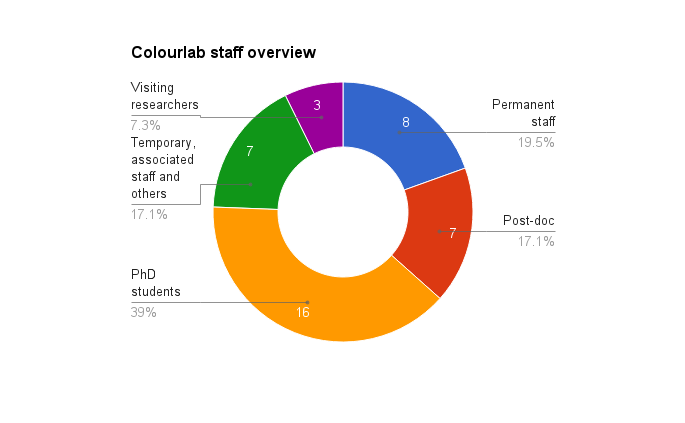 Colourlab staff overview
Visiting
researchers
7.3%
Temporary,
associated
staff and
others
17.1%
PhD
students
39%
3
8
7
7
16
Permanent
staff
19.5%
Post-doc
17.1%